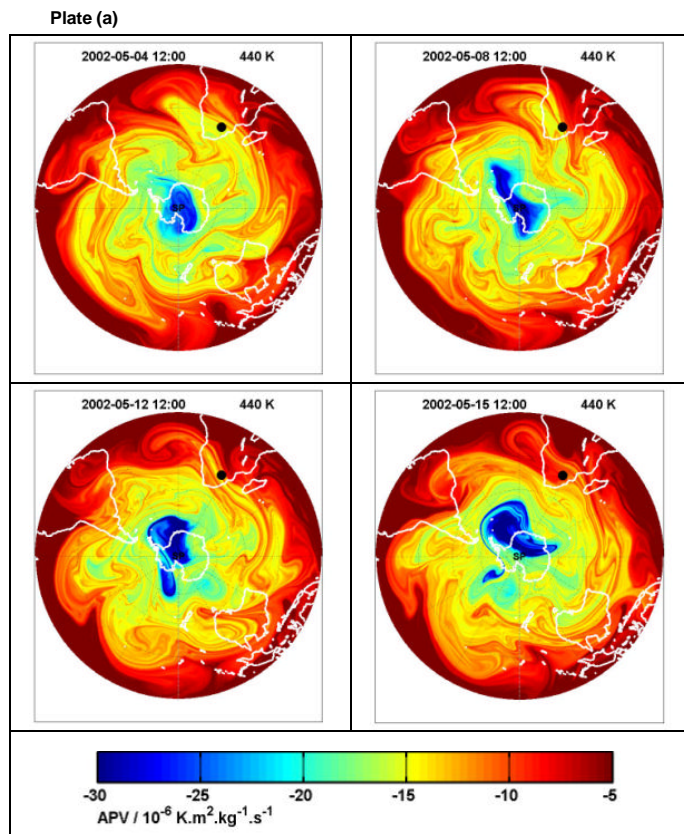 Plate (a)
2002-05-04 12:00 440 K
2002-05-08 12:00 440 K
SP
2002-05-12 12:00 440 K
2002-05-15 12:00 440 K
SP
-30 -25 -20 -15 -10 -5
APV / 10⁻⁶ K.m².kg⁻¹.s⁻¹